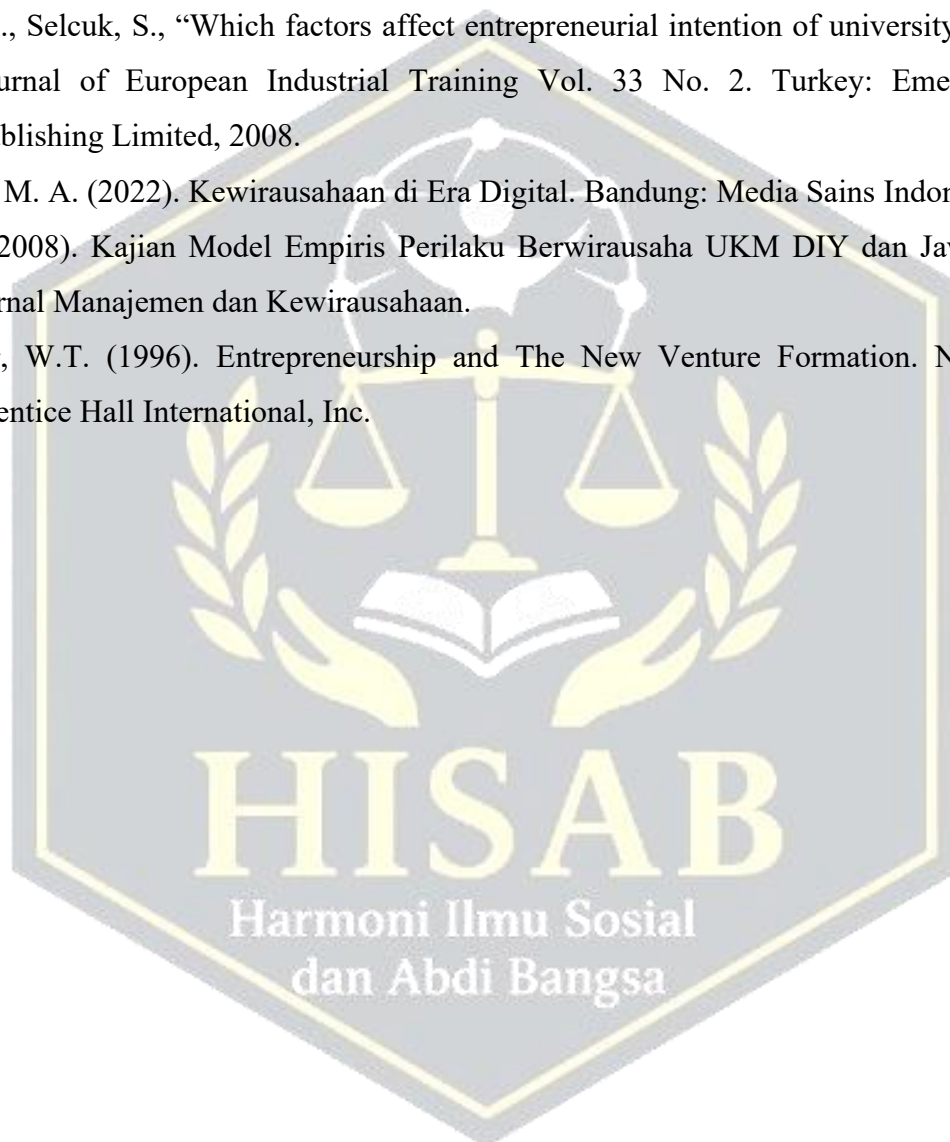 ., Selcuk, S., “Which factors affect entrepreneurial intention of university
urnal of European Industrial Training Vol. 33 No. 2. Turkey: Eme
blishing Limited, 2008.
M. A. (2022). Kewirausahaan di Era Digital. Bandung: Media Sains Indon
2008). Kajian Model Empiris Perilaku Berwirausaha UKM DIY dan Jav
rnal Manajemen dan Kewirausahaan.
, W.T. (1996). Entrepreneurship and The New Venture Formation. N
entice Hall International, Inc.
HISAB
Harmoni Ilmu Sosial
dan Abdi Bangsa